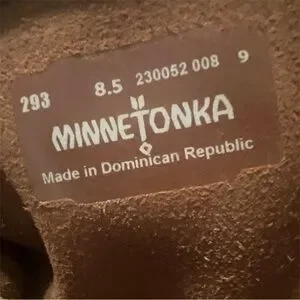 293 8.5 230052 008 9
MINNETONKA
Made in Dominican Republic